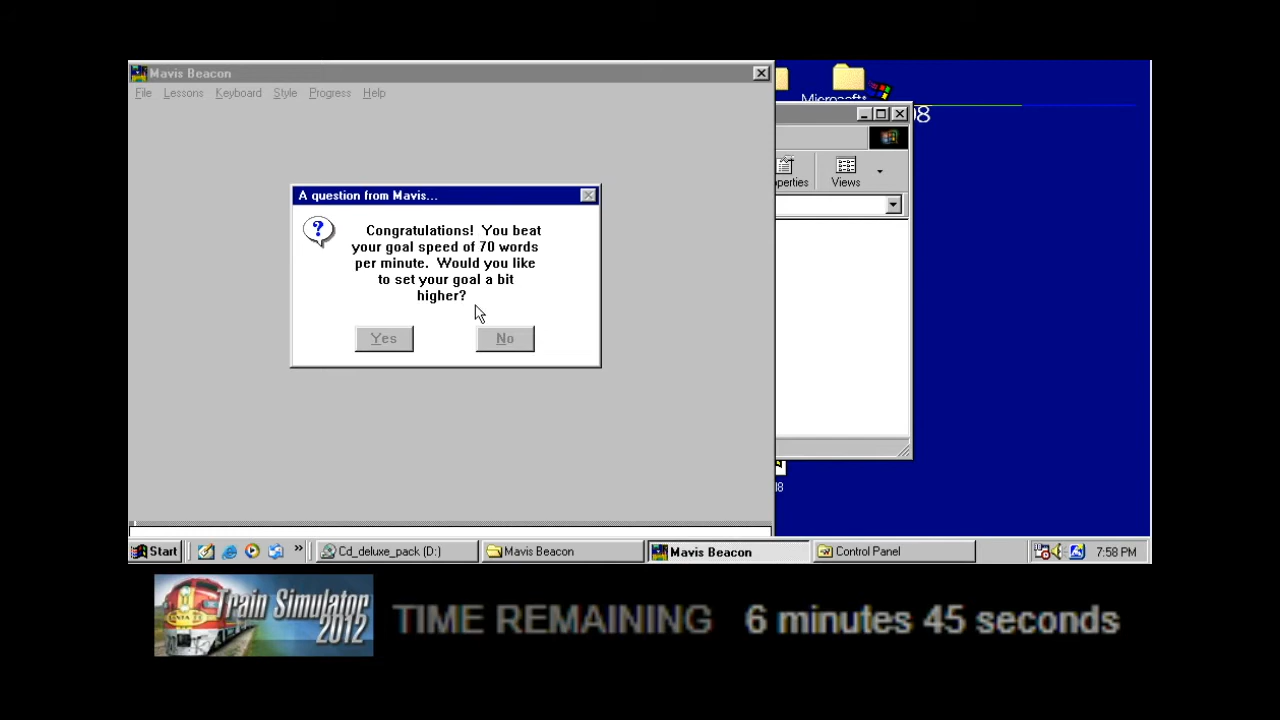 Mavis Beacon
File Lessons Keyboard Style Progress Help
A question from Mavis...
?
Congratulations! You beat
your goal speed of 70 words
per minute. Would you like
to set your goal a bit
higher?
Yes No
98
Views
Start
Cd_deluxe_pack (D:)
Mavis Beacon
Mavis Beacon
Control Panel
7:58 PM
Train Simulator
2012
TIME REMAINING 6 minutes 45 seconds